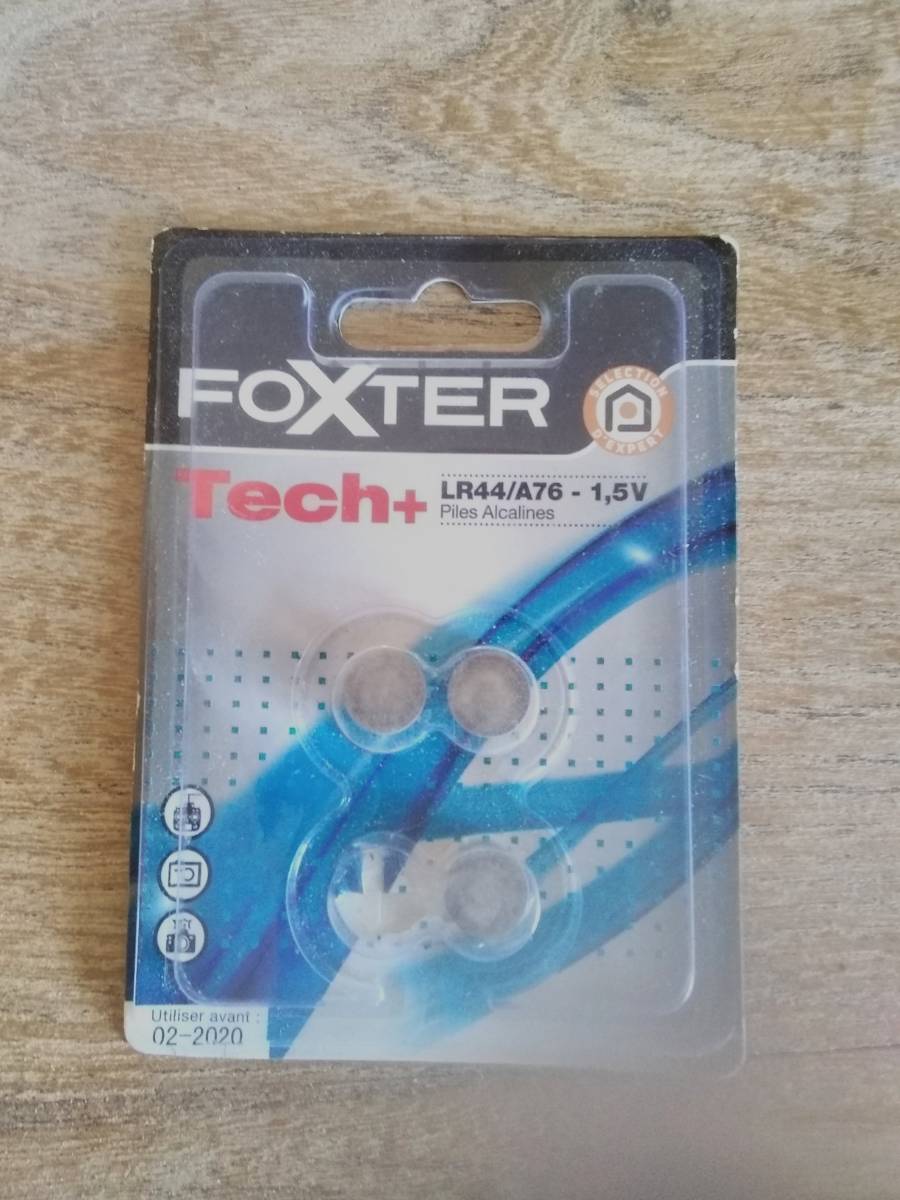 FOXTER
SELECTION
D'EXPERT
Tech+
LR44/A76 - 1,5V
Piles Alcalines
Utiliser avant :
02-2020